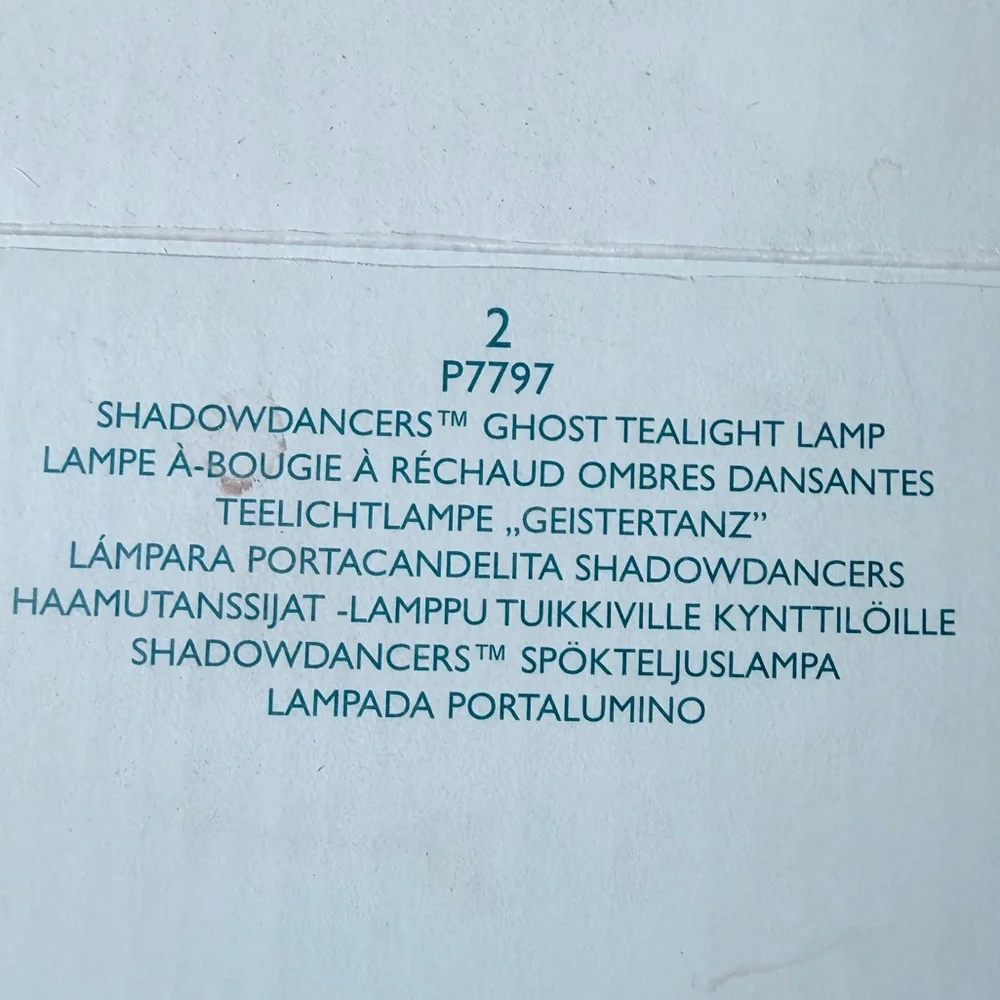 2
P7797
SHADOWDANCERS™ GHOST TEALIGHT LAMP
LAMPE À-BOUGIE À RÉCHAUD OMBRES DANSANTES
TEELICHTLAMPE „GEISTERTANZ”
LÁMPARA PORTACANDELITA SHADOWDANCERS
HAAMUTANSSIJAT -LAMPPU TUIKKIVILLE KYNTTILÖILLE
SHADOWDANCERS™ SPÖKTELJUSLAMPA
LAMPADA PORTALUMINO